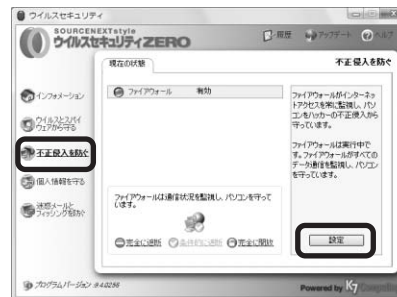 ウイルスセキュリティ
SOURCENEXTstyle
ウイルスセキュリティZERO
履歴
アップデート
ヘルプ
現在の状態
不正侵入を防ぐ
インフォメーション
ウイルスとスパイ
ウェアから守る
不正侵入を防ぐ
個人情報を守る
迷惑メールと
フィッシングを防ぐ
ファイアウォール 有効
ファイアウォールは通信状況を監視し、パソコンを守って
います。
完全に遮断
条件的に遮断
完全に開放
ファイアウォールがインターネッ
トアクセスを常に監視し、パソ
コンをハッカーの不正侵入から
守っています。
ファイアウォールは実行中で
す。ファイアウォールがすべての
データ通信を監視し、パソコン
を守っています。
設定
プログラムバージョン 9.4.0256
Powered by K7 Computing